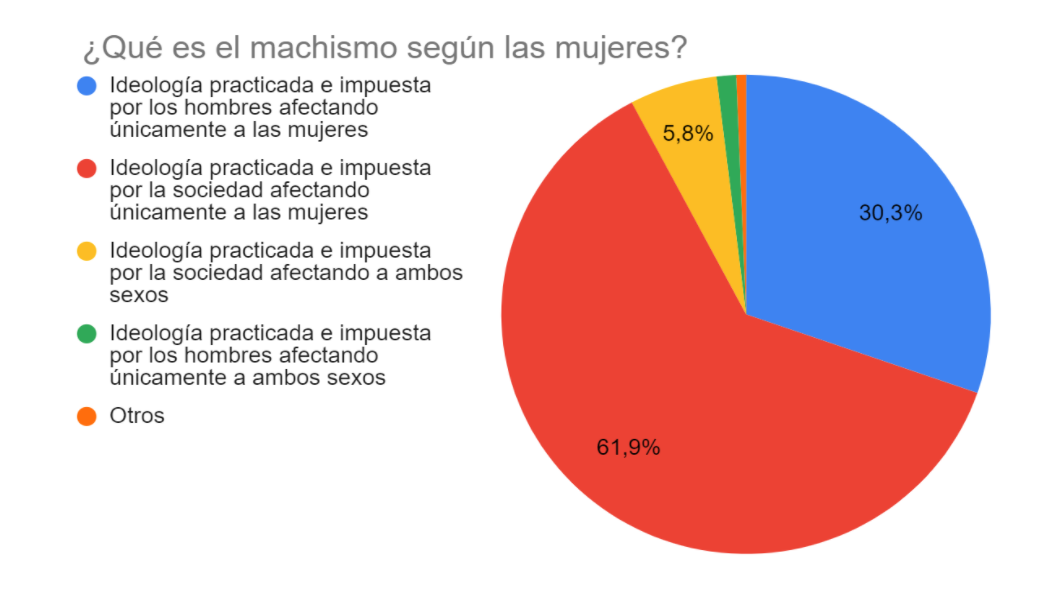 ¿Qué es el machismo según las mujeres?
Ideología practicada e impuesta
por los hombres afectando
únicamente a las mujeres
Ideología practicada e impuesta
por la sociedad afectando
únicamente a las mujeres
Ideología practicada e impuesta
por la sociedad afectando a ambos
sexos
Ideología practicada e impuesta
por los hombres afectando
únicamente a ambos sexos
Otros
5,8%
30,3%
61,9%